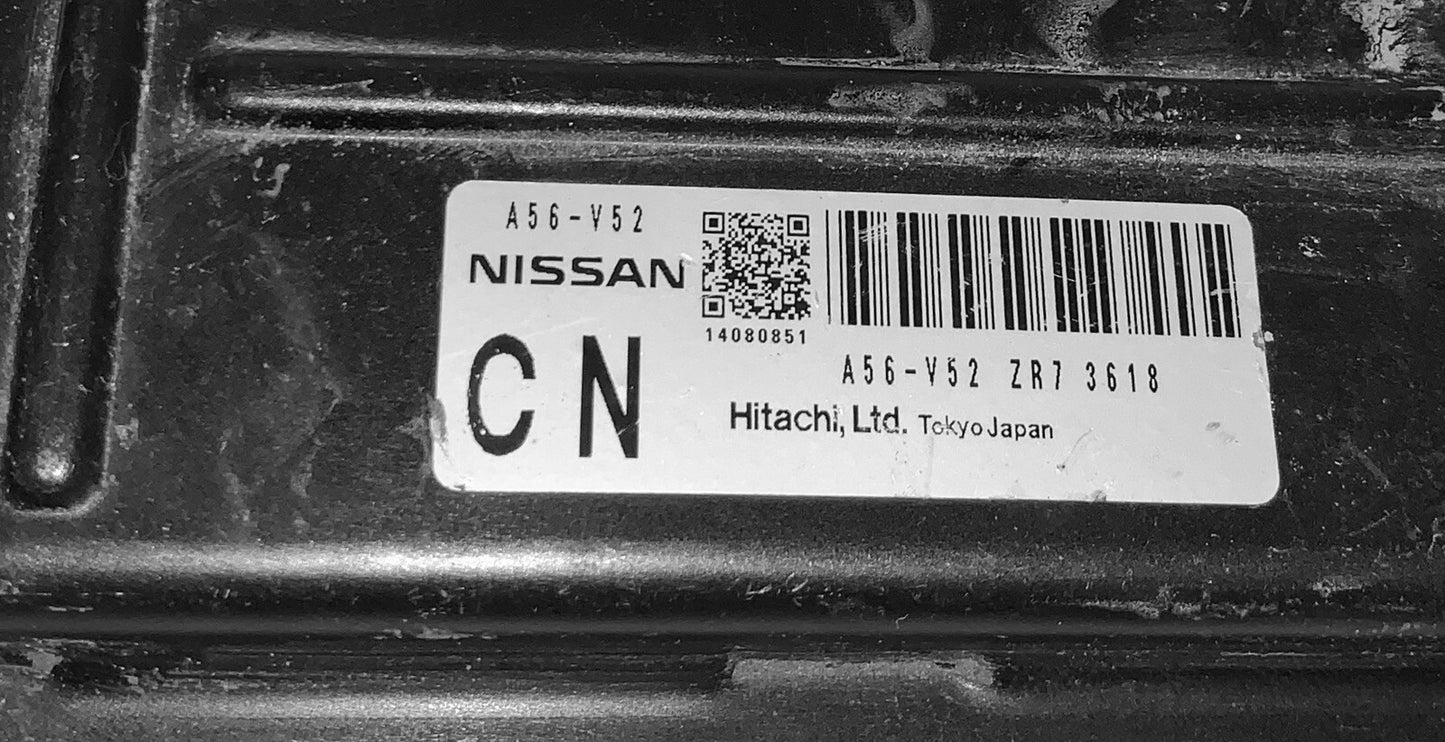 A56-V52
NISSAN
CN
14080851
A56-V52 ZR7 3618
Hitachi, Ltd. Tokyo Japan